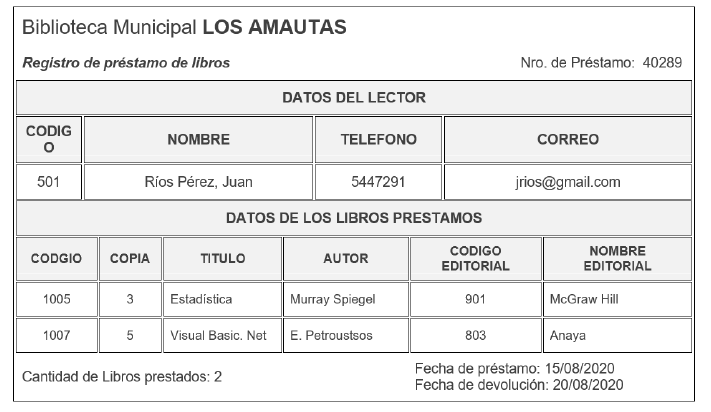 Biblioteca Municipal LOS AMAUTAS
Registro de préstamo de libros Nro. de Préstamo: 40289
DATOS DEL LECTOR
CODIG
O NOMBRE TELEFONO CORREO
501 Ríos Pérez, Juan 5447291 jrios@gmail.com
DATOS DE LOS LIBROS PRESTAMOS
CODGIO COPIA TITULO AUTOR CODIGO
EDITORIAL NOMBRE
EDITORIAL
1005 3 Estadística Murray Spiegel 901 McGraw Hill
1007 5 Visual Basic. Net E. Petroustsos 803 Anaya
Cantidad de Libros prestados: 2
Fecha de préstamo: 15/08/2020
Fecha de devolución: 20/08/2020